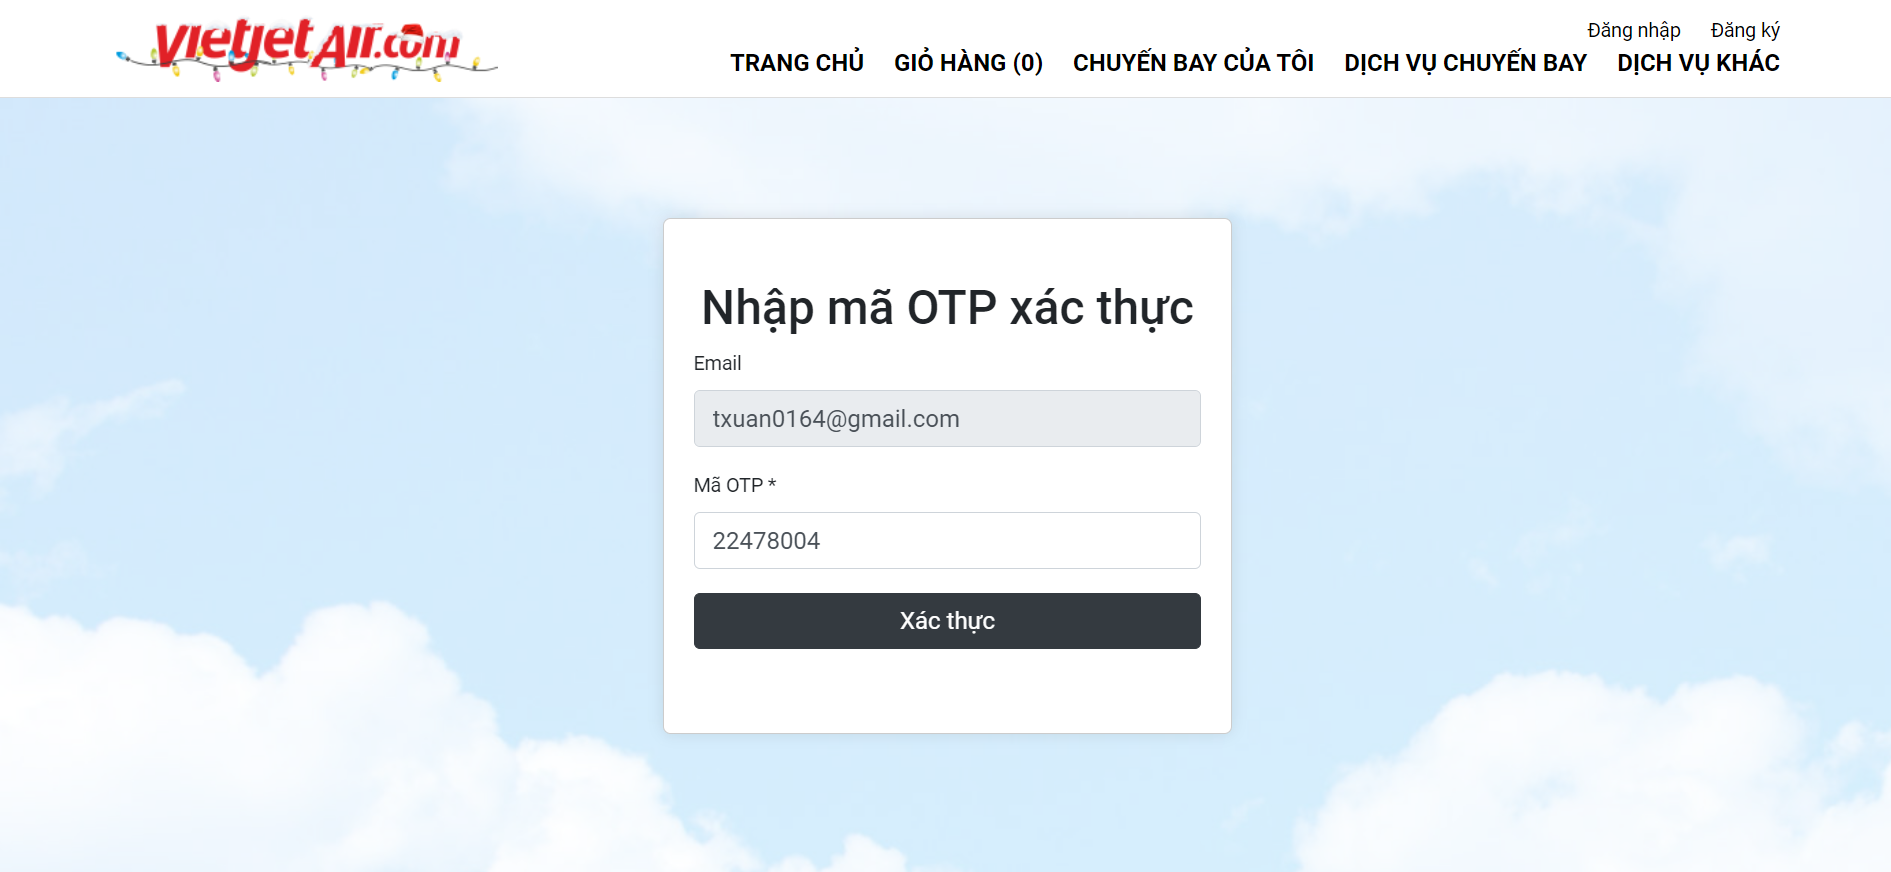 vietjetAir.com
Đăng nhập Đăng ký
TRANG CHỦ GIỎ HÀNG (0) CHUYẾN BAY CỦA TÔI DỊCH VỤ CHUYẾN BAY DỊCH VỤ KHÁC
Nhập mã OTP xác thực
Email
txuan0164@gmail.com
Mã OTP *
22478004
Xác thực